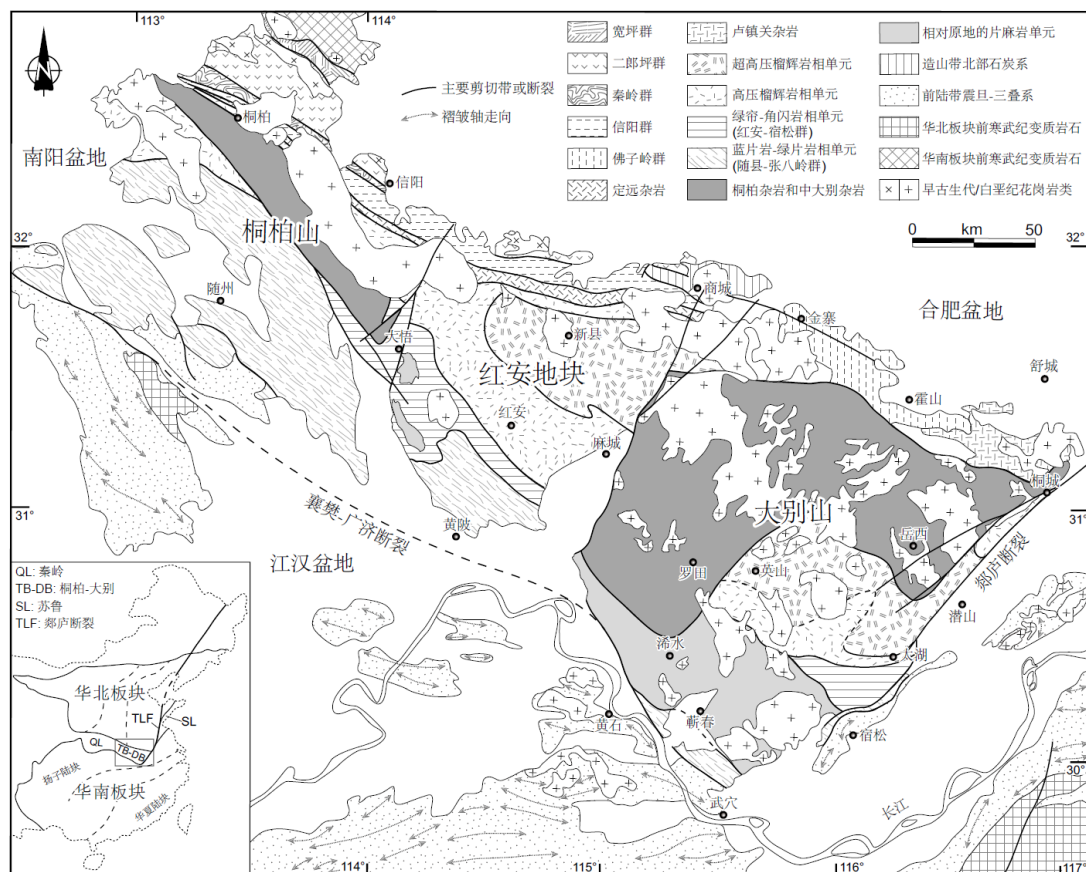 113°
114°
宽坪群
二郎坪群
秦岭群
信阳群
佛子岭群
定远杂岩
卢镇关杂岩
超高压榴辉岩相单元
高压榴辉岩相单元
绿帘-角闪岩相单元
(红安-宿松群)
蓝片岩-绿片岩相单元
(随县-张八岭群)
桐柏杂岩和中大别杂岩
相对原地的片麻岩单元
造山带北部石炭系
前陆带震旦-三叠系
华北板块前寒武纪变质岩石
华南板块前寒武纪变质岩石
早古生代/白垩纪花岗岩类
主要剪切带或断裂
褶皱轴走向
0 km 50
南阳盆地
桐柏
信阳
32°
32°
桐柏山
随州
商城
金寨
合肥盆地
大悟
新县
红安地块
舒城
霍山
红安
麻城
桐城
31°
31°
大别山
襄樊-广济断裂
黄陂
岳西
江汉盆地
罗田
英山
郯庐断裂
潜山
浠水
太湖
黄石
蕲春
宿松
30°
武穴
长江
114°
115°
116°
117°
QL: 秦岭
TB-DB: 桐柏-大别
SL: 苏鲁
TLF: 郯庐断裂
华北板块
TLF
SL
QL
TB-DB
扬子陆块
华南板块
华夏陆块